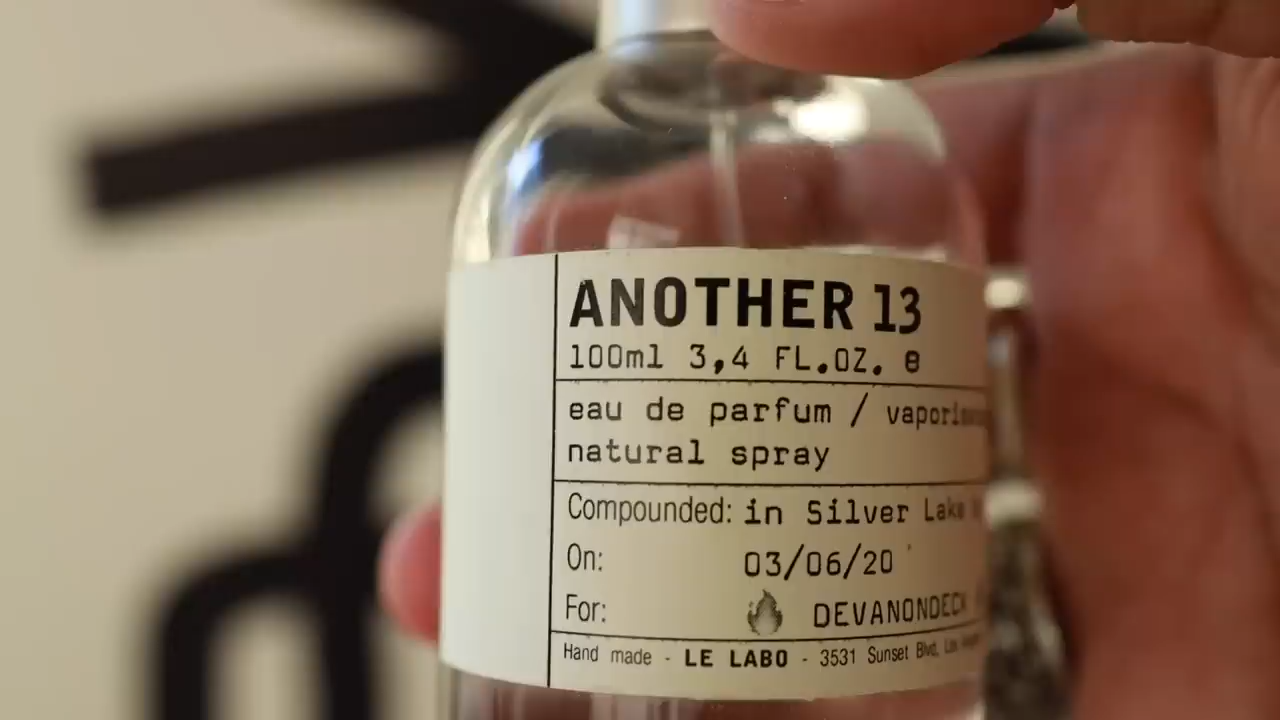 ANOTHER 13
100ml 3,4 FL.OZ. e
eau de parfum /
natural spray
Compounded: in Silver Lake
On: 03/06/20
For: 🔥 DEVANONDECK
Hand made - LE LABO - 3531 Sunset Blvd, Los